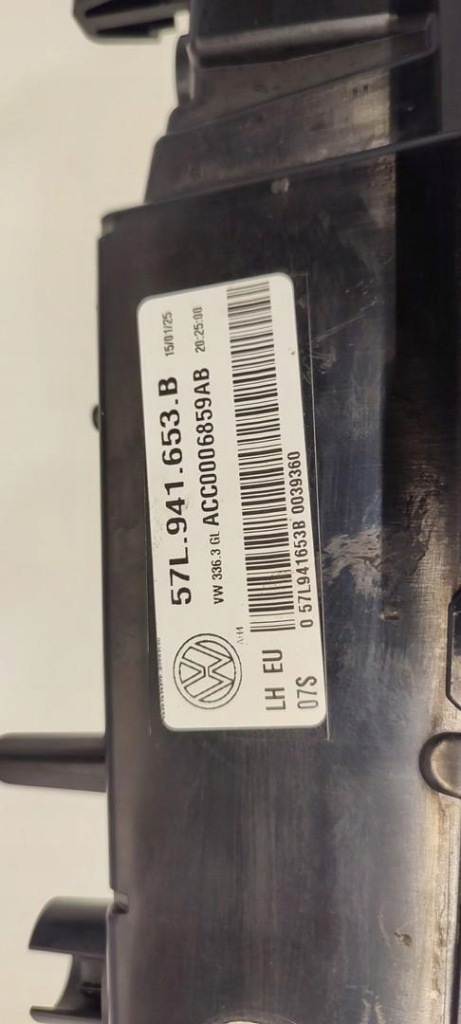 57L.941.653.B 15/01/25
VW 336.3 GL ACC0006859AB 20:25:00
LH EU
07S 0 57L941653B 0039360